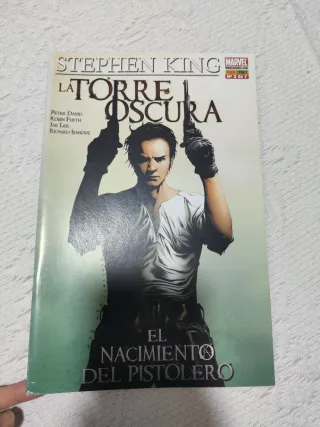 STEPHEN KING
MARVEL
LA TORRE
OSCURA
PETER DAVID
ROBIN FURTH
JAE LEE
RICHARD ISANOVE
EL
NACIMIENTO
DEL PISTOLERO